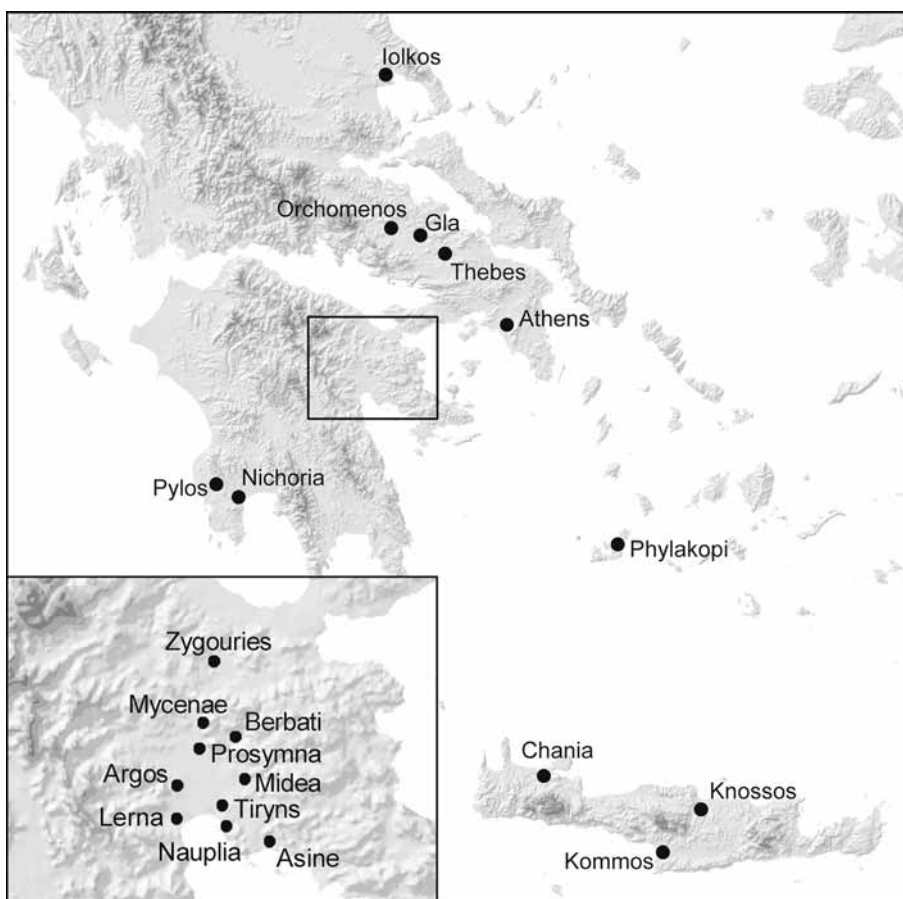 Iolkos
Orchomenos
Gla
Thebes
Athens
Pylos
Nichoria
Phylakopi
Zygouries
Mycenae
Berbati
Prosymna
Argos
Midea
Tiryns
Lerna
Nauplia
Asine
Chania
Knossos
Kommos